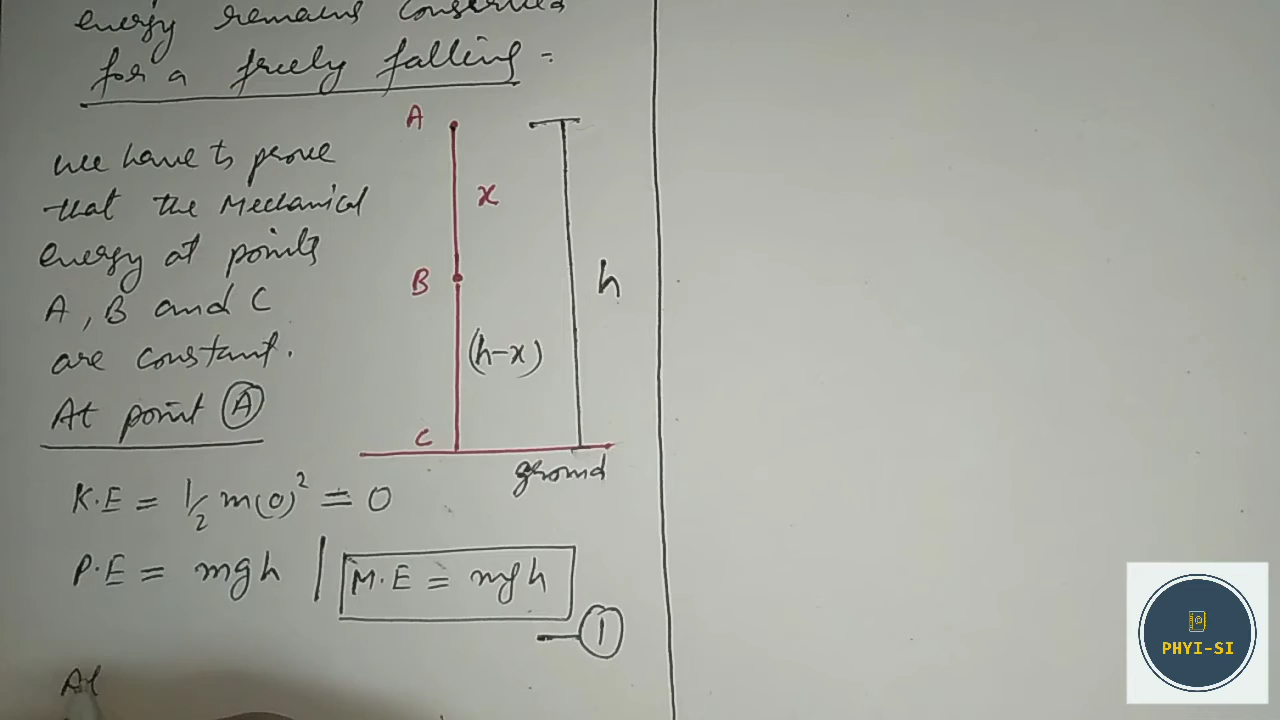 energy remains conserved
for a freely falling =
we have to prove
that the Mechanical
energy at points
A, B and C
are constant.
At point Ⓐ
K.E = 1/2 m(0)² = 0
P.E = mgh | M.E = mgh
— ①
At
A
x
B
h
(h-x)
C
ground
PHYI-SI